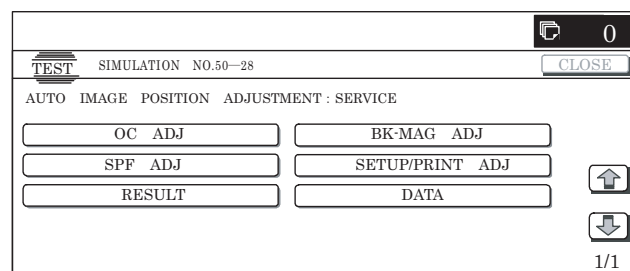 0
TEST SIMULATION NO.50—28 CLOSE
AUTO IMAGE POSITION ADJUSTMENT : SERVICE
OC ADJ BK-MAG ADJ
SPF ADJ SETUP/PRINT ADJ
RESULT DATA
1/1